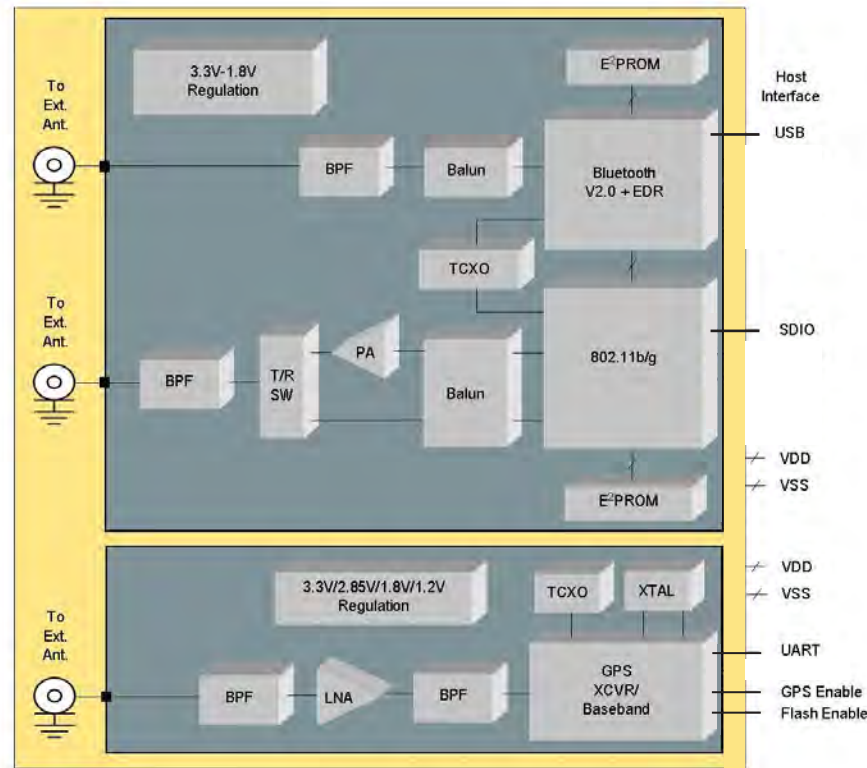 3.3V-1.8V
Regulation
E²PROM
To
Ext.
Ant.
Host
Interface
USB
BPF
Balun
Bluetooth
V2.0 + EDR
TCXO
To
Ext.
Ant.
SDIO
BPF
T/R
SW
PA
Balun
802.11b/g
VDD
VSS
E²PROM
3.3V/2.85V/1.8V/1.2V
Regulation
TCXO
XTAL
VDD
VSS
To
Ext.
Ant.
UART
BPF
LNA
BPF
GPS
XCVR/
Baseband
GPS Enable
Flash Enable